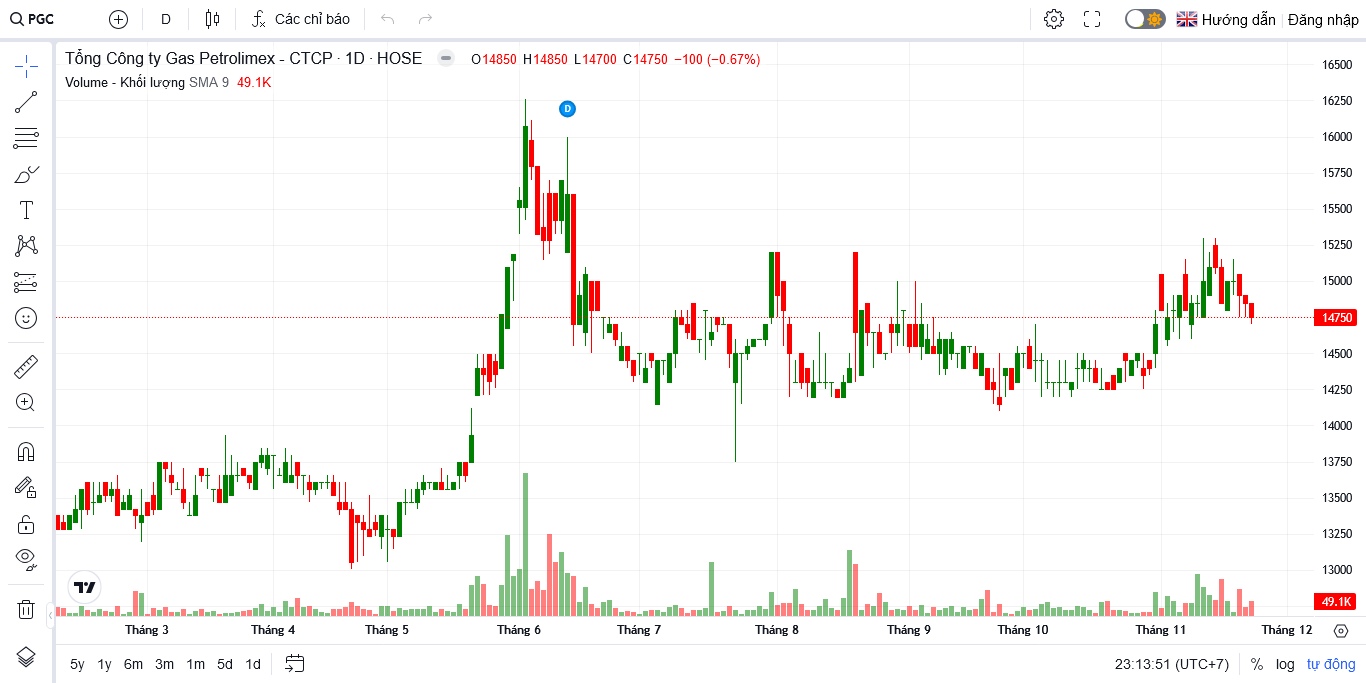 PGC D Các chỉ báo Hướng dẫn Đăng nhập
Tổng Công ty Gas Petrolimex - CTCP · 1D · HOSE O14850 H14850 L14700 C14750 −100 (−0.67%)
Volume - Khối lượng SMA 9 49.1K
D
16500
16250
16000
15750
15500
15250
15000
14750
14500
14250
14000
13750
13500
13250
13000
49.1K
Tháng 3 Tháng 4 Tháng 5 Tháng 6 Tháng 7 Tháng 8 Tháng 9 Tháng 10 Tháng 11 Tháng 12
5y 1y 6m 3m 1m 5d 1d 23:13:51 (UTC+7) % log tự động